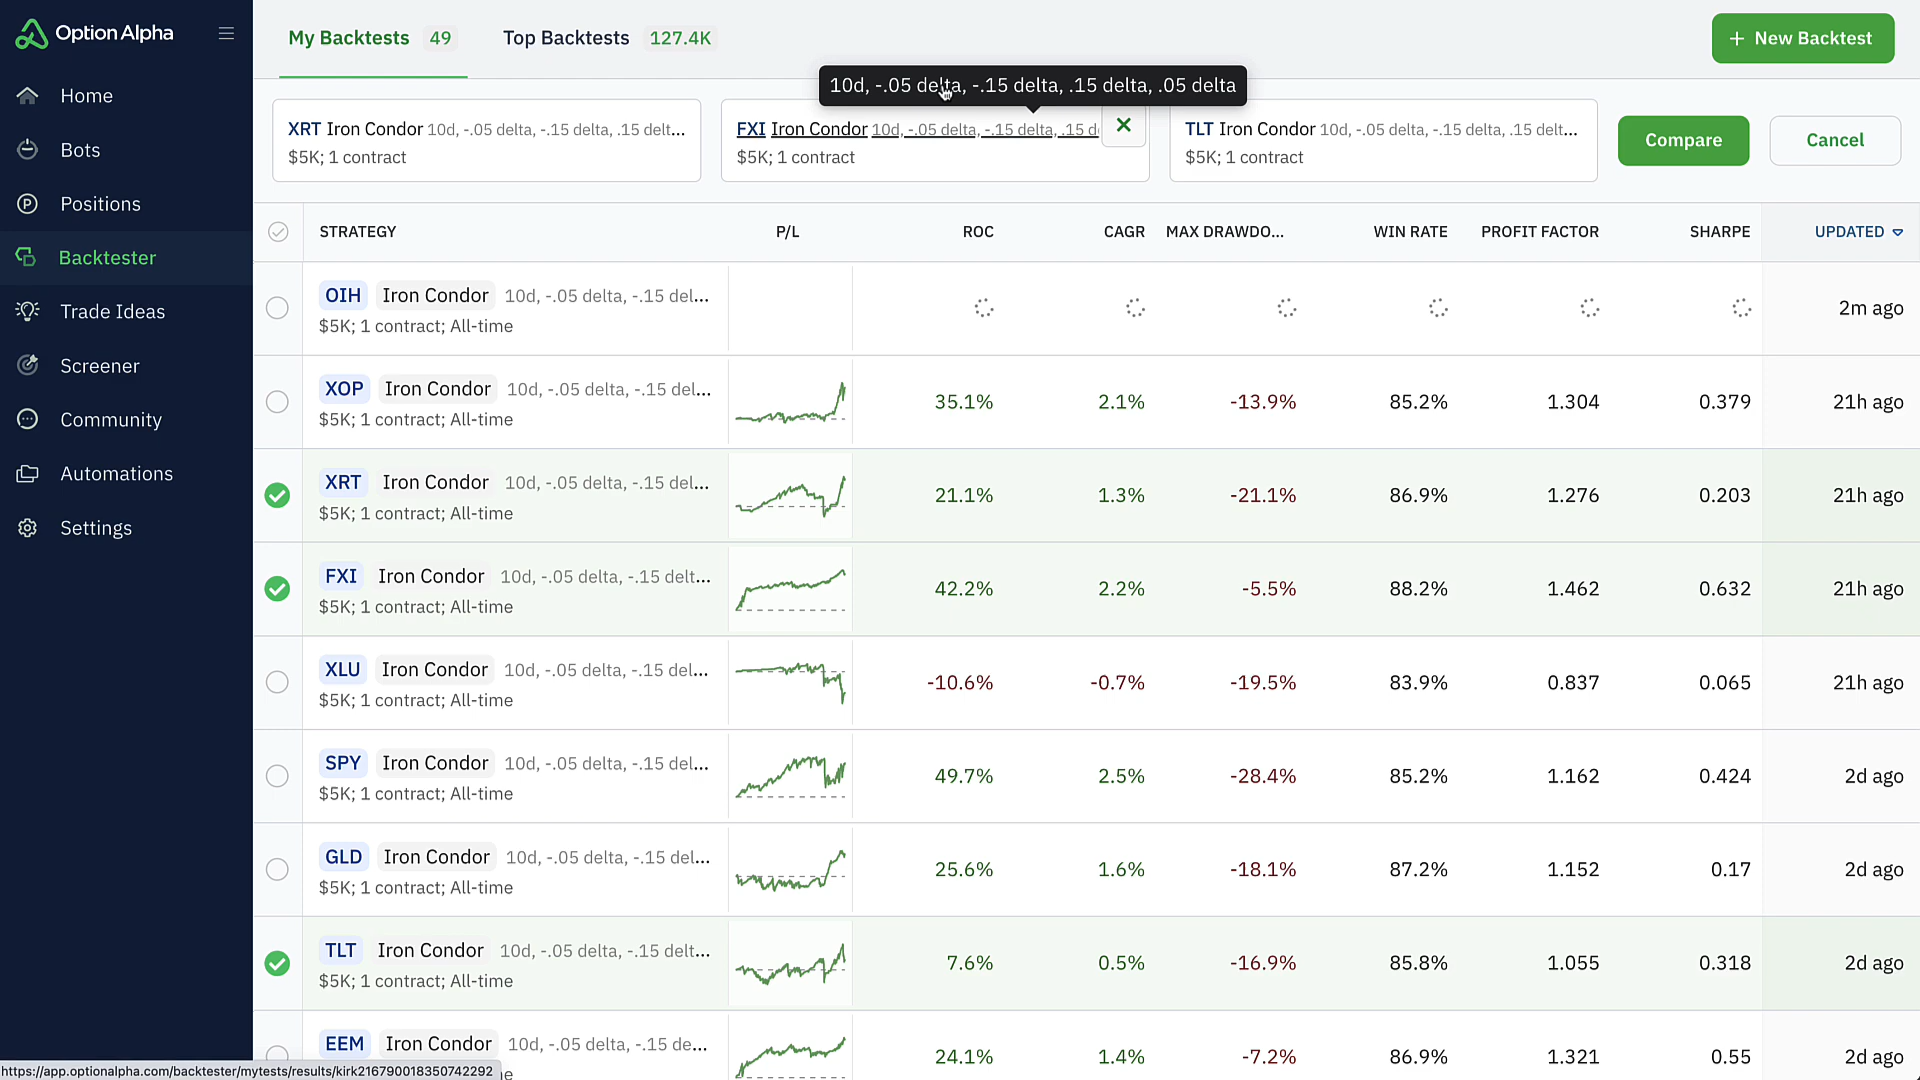 Option Alpha
Home
Bots
Positions
Backtester
Trade Ideas
Screener
Community
Automations
Settings
My Backtests 49
Top Backtests 127.4K
+ New Backtest
10d, -.05 delta, -.15 delta, .15 delta, .05 delta
XRT Iron Condor 10d, -.05 delta, -.15 delta, .15 delt...
$5K; 1 contract
FXI Iron Condor 10d, -.05 delta, -.15 delta, .15 d
$5K; 1 contract
TLT Iron Condor 10d, -.05 delta, -.15 delta, .15 delt...
$5K; 1 contract
Compare
Cancel
STRATEGY P/L ROC CAGR MAX DRAWDO... WIN RATE PROFIT FACTOR SHARPE UPDATED
OIH Iron Condor 10d, -.05 delta, -.15 del...
$5K; 1 contract; All-time
2m ago
XOP Iron Condor 10d, -.05 delta, -.15 del...
$5K; 1 contract; All-time
35.1% 2.1% -13.9% 85.2% 1.304 0.379 21h ago
XRT Iron Condor 10d, -.05 delta, -.15 del...
$5K; 1 contract; All-time
21.1% 1.3% -21.1% 86.9% 1.276 0.203 21h ago
FXI Iron Condor 10d, -.05 delta, -.15 delt...
$5K; 1 contract; All-time
42.2% 2.2% -5.5% 88.2% 1.462 0.632 21h ago
XLU Iron Condor 10d, -.05 delta, -.15 del...
$5K; 1 contract; All-time
-10.6% -0.7% -19.5% 83.9% 0.837 0.065 21h ago
SPY Iron Condor 10d, -.05 delta, -.15 del...
$5K; 1 contract; All-time
49.7% 2.5% -28.4% 85.2% 1.162 0.424 2d ago
GLD Iron Condor 10d, -.05 delta, -.15 del...
$5K; 1 contract; All-time
25.6% 1.6% -18.1% 87.2% 1.152 0.17 2d ago
TLT Iron Condor 10d, -.05 delta, -.15 delt...
$5K; 1 contract; All-time
7.6% 0.5% -16.9% 85.8% 1.055 0.318 2d ago
EEM Iron Condor 10d, -.05 delta, -.15 de...
24.1% 1.4% -7.2% 86.9% 1.321 0.55 2d ago
https://app.optionalpha.com/backtester/mytests/results/kirk216790018350742292